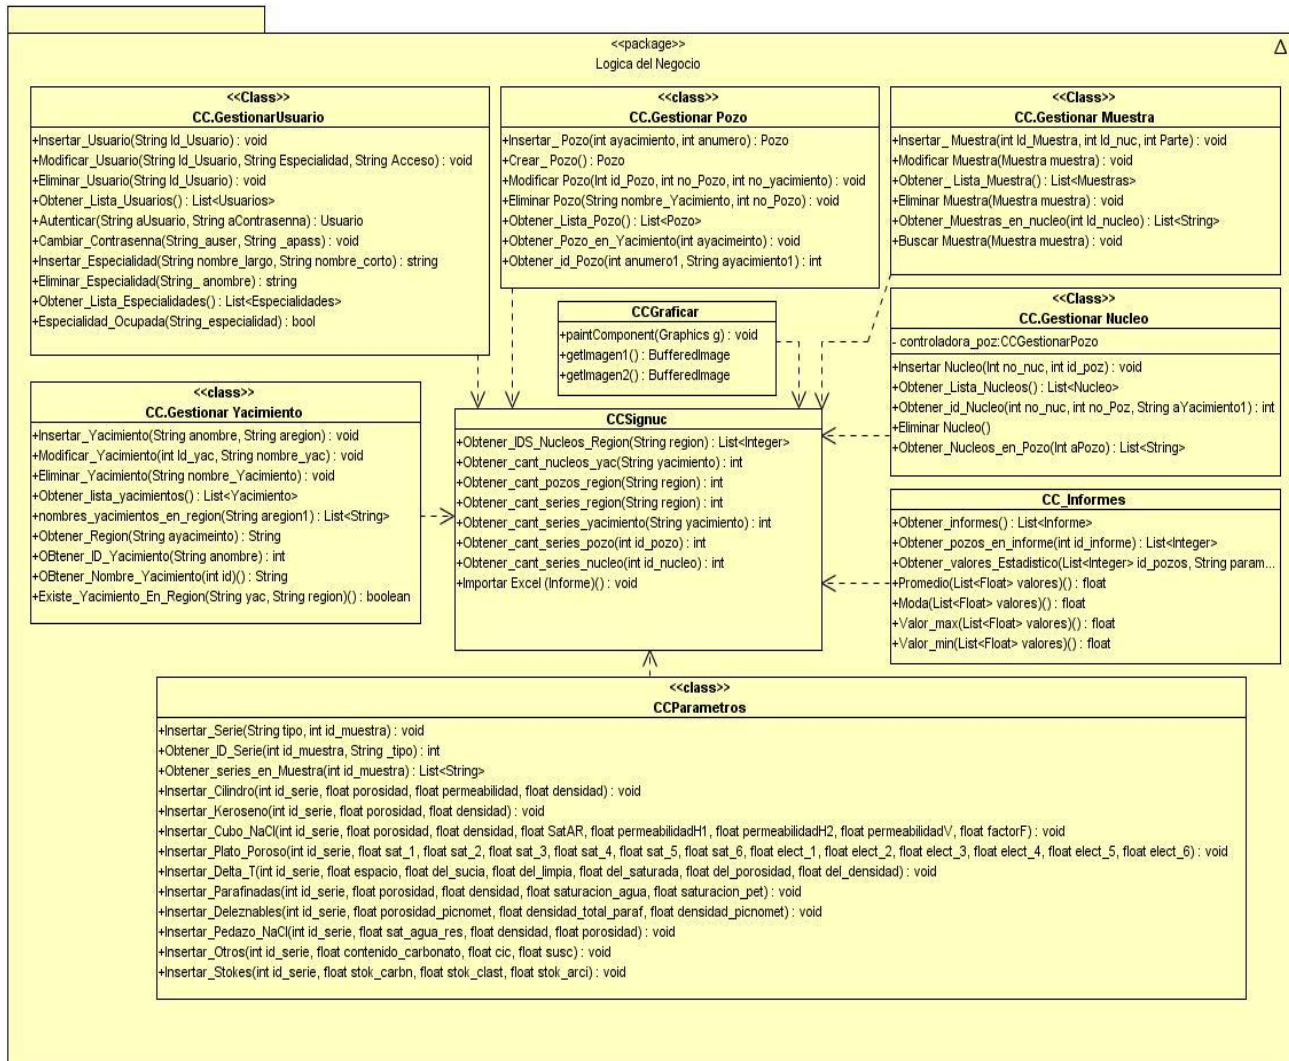 <<package>>
Logica del Negocio
Δ
<<Class>>
CC.GestionarUsuario
+Insertar_Usuario(String Id_Usuario) : void
+Modificar_Usuario(String Id_Usuario, String Especialidad, String Acceso) : void
+Eliminar_Usuario(String Id_Usuario) : void
+Obtener_Lista_Usuarios() : List<Usuarios>
+Autenticar(String aUsuario, String aContrasenna) : Usuario
+Cambiar_Contrasenna(String_auser, String _apass) : void
+Insertar_Especialidad(String nombre_largo, String nombre_corto) : string
+Eliminar_Especialidad(String_ anombre) : string
+Obtener_Lista_Especialidades() : List<Especialidades>
+Especialidad_Ocupada(String_especialidad) : bool
<<class>>
CC.Gestionar Pozo
+Insertar_ Pozo(int ayacimiento, int anumero) : Pozo
+Crear_ Pozo() : Pozo
+Modificar Pozo(Int id_Pozo, int no_Pozo, int no_yacimiento) : void
+Eliminar Pozo(String nombre_Yacimiento, int no_Pozo) : void
+Obtener_Lista_Pozo() : List<Pozo>
+Obtener_Pozo_en_Yacimiento(int ayacimeinto) : void
+Obtener_id_Pozo(int anumero1, String ayacimiento1) : int
<<Class>>
CC.Gestionar Muestra
+Insertar_ Muestra(int Id_Muestra, int Id_nuc, int Parte) : void
+Modificar Muestra(Muestra muestra) : void
+Obtener_ Lista_Muestra() : List<Muestras>
+Eliminar Muestra(Muestra muestra) : void
+Obtener_Muestras_en_nucleo(int Id_nucleo) : List<String>
+Buscar Muestra(Muestra muestra) : void
CCGraficar
+paintComponent(Graphics g) : void
+getImagen1() : BufferedImage
+getImagen2() : BufferedImage
<<Class>>
CC.Gestionar Nucleo
- controladora_poz:CCGestionarPozo
+Insertar Nucleo(Int no_nuc, int id_poz) : void
+Obtener_Lista_Nucleos() : List<Nucleo>
+Obtener_id_Nucleo(int no_nuc, int no_Poz, String aYacimiento1) : int
+Eliminar Nucleo()
+Obtener_Nucleos_en_Pozo(Int aPozo) : List<String>
<<class>>
CC.Gestionar Yacimiento
+Insertar_Yacimiento(String anombre, String aregion) : void
+Modificar_Yacimiento(int Id_yac, String nombre_yac) : void
+Eliminar_Yacimiento(String nombre_Yacimiento) : void
+Obtener_lista_yacimientos() : List<Yacimiento>
+nombres_yacimientos_en_region(String aregion1) : List<String>
+Obtener_Region(String ayacimeinto) : String
+OBtener_ID_Yacimiento(String anombre) : int
+OBtener_Nombre_Yacimiento(int id)() : String
+Existe_Yacimiento_En_Region(String yac, String region)() : boolean
CCSignuc
+Obtener_IDS_Nucleos_Region(String region) : List<Integer>
+Obtener_cant_nucleos_yac(String yacimiento) : int
+Obtener_cant_pozos_region(String region) : int
+Obtener_cant_series_region(String region) : int
+Obtener_cant_series_yacimiento(String yacimiento) : int
+Obtener_cant_series_pozo(int id_pozo) : int
+Obtener_cant_series_nucleo(int id_nucleo) : int
+Importar Excel (Informe)() : void
CC_Informes
+Obtener_informes() : List<Informe>
+Obtener_pozos_en_informe(int id_informe) : List<Integer>
+Obtener_valores_Estadistico(List<Integer> id_pozos, String param...
+Promedio(List<Float> valores)() : float
+Moda(List<Float> valores)() : float
+Valor_max(List<Float> valores)() : float
+Valor_min(List<Float> valores)() : float
<<class>>
CCParametros
+Insertar_Serie(String tipo, int id_muestra) : void
+Obtener_ID_Serie(int id_muestra, String _tipo) : int
+Obtener_series_en_Muestra(int id_muestra) : List<String>
+Insertar_Cilindro(int id_serie, float porosidad, float permeabilidad, float densidad) : void
+Insertar_Keroseno(int id_serie, float porosidad, float densidad) : void
+Insertar_Cubo_NaCl(int id_serie, float porosidad, float densidad, float SatAR, float permeabilidadH1, float permeabilidadH2, float permeabilidadV, float factorF) : void
+Insertar_Plato_Poroso(int id_serie, float sat_1, float sat_2, float sat_3, float sat_4, float sat_5, float sat_6, float elect_1, float elect_2, float elect_3, float elect_4, float elect_5, float elect_6) : void
+Insertar_Delta_T(int id_serie, float espacio, float del_sucia, float del_limpia, float del_saturada, float del_porosidad, float del_densidad) : void
+Insertar_Parafinadas(int id_serie, float porosidad, float densidad, float saturacion_agua, float saturacion_pet) : void
+Insertar_Deleznables(int id_serie, float porosidad_picnomet, float densidad_total_paraf, float densidad_picnomet) : void
+Insertar_Pedazo_NaCl(int id_serie, float sat_agua_res, float densidad, float porosidad) : void
+Insertar_Otros(int id_serie, float contenido_carbonato, float cic, float susc) : void
+Insertar_Stokes(int id_serie, float stok_carbn, float stok_clast, float stok_arci) : void